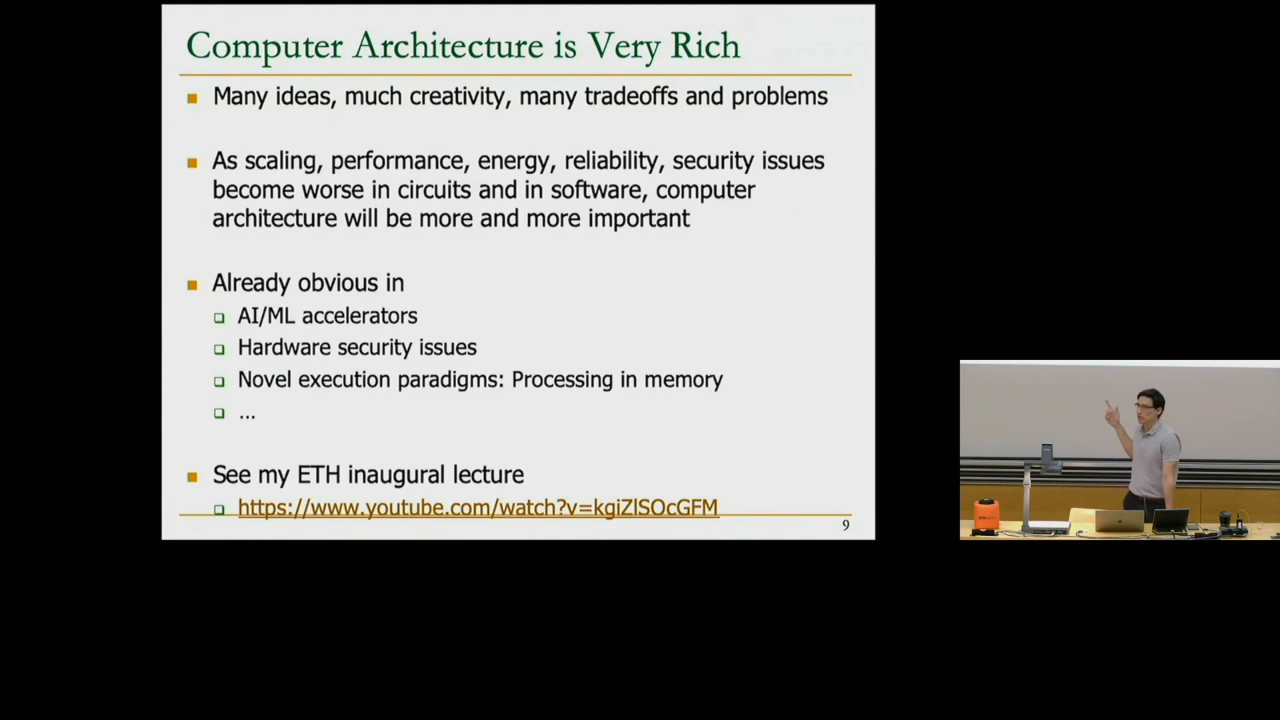 Computer Architecture is Very Rich
Many ideas, much creativity, many tradeoffs and problems
As scaling, performance, energy, reliability, security issues
become worse in circuits and in software, computer
architecture will be more and more important
Already obvious in
AI/ML accelerators
Hardware security issues
Novel execution paradigms: Processing in memory
...
See my ETH inaugural lecture
https://www.youtube.com/watch?v=kgiZlSOcGFM
9